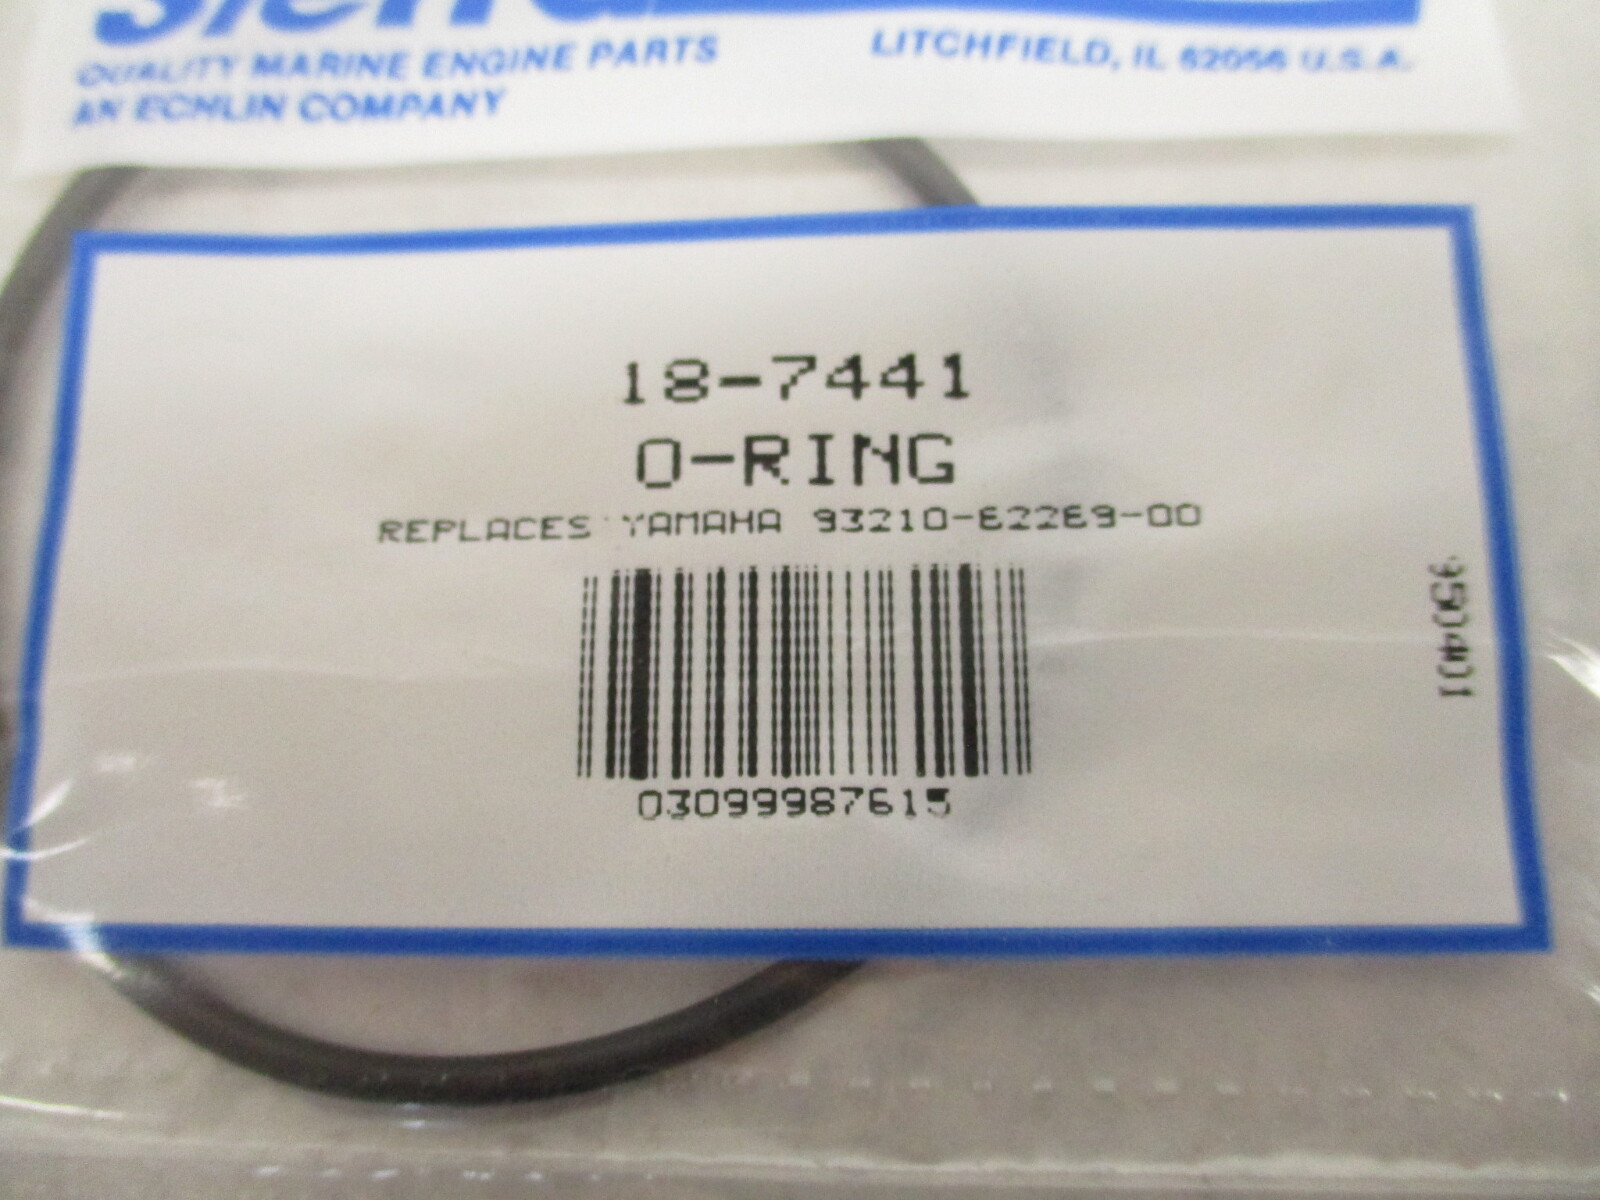 Sierra
QUALITY MARINE ENGINE PARTS
AN ECHLIN COMPANY
LITCHFIELD, IL 62056 U.S.A.
18-7441
O-RING
REPLACES YAMAHA 93210-62269-00
03099987615
950401